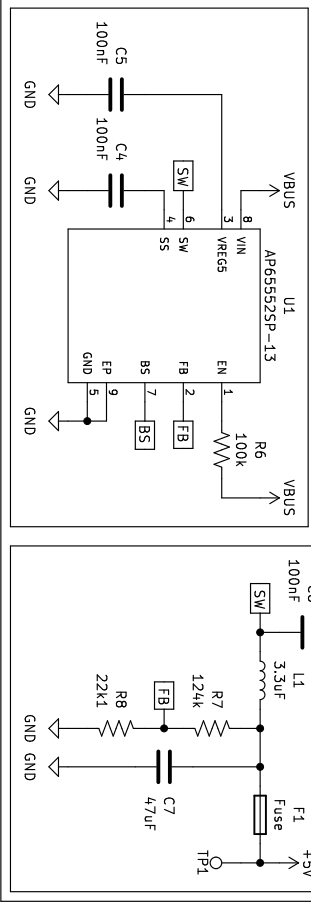 VBUS
VBUS
U1
AP65552SP-13
8
VIN
EN
1
R6
100k
3
VREG5
FB
2
FB
SW
6
SW
BS
7
BS
4
SS
EP
9
GND
5
C5
100nF
C4
100nF
GND
GND
GND
100nF
SW
L1
3.3uF
F1
Fuse
+5V
TP1
R7
124k
FB
R8
22k1
C7
47uF
GND
GND